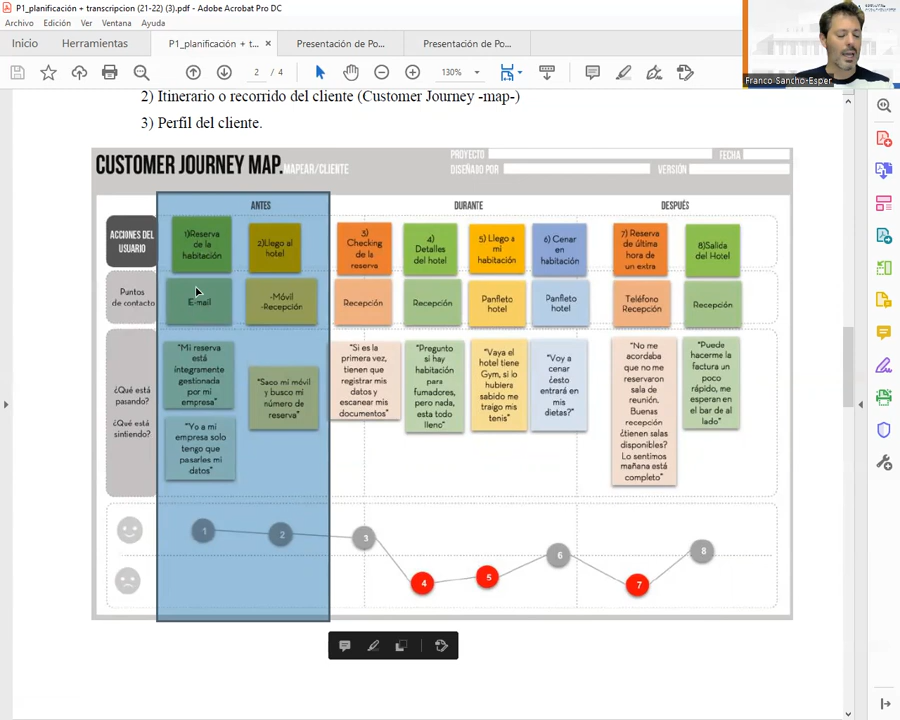 P1_planificación + transcripcion (21-22) (3).pdf - Adobe Acrobat Pro DC
Archivo Edición Ver Ventana Ayuda
Inicio Herramientas P1_planificación + t... × Presentación de Po... Presentación de Po...
2 / 4 130%
Franco Sancho-Esper
2) Itinerario o recorrido del cliente (Customer Journey -map-)
3) Perfil del cliente.
CUSTOMER JOURNEY MAP. MAPEAR/CLIENTE
PROYECTO FECHA
DISEÑADO POR VERSIÓN
ANTES DURANTE DESPUÉS
ACCIONES DEL
USUARIO
1)Reserva
de la
habitación
2)Llego al
hotel
3)
Checking
de la
reserva
4)
Detalles
del hotel
5) Llego a
mi
habitación
6) Cenar
en
habitación
7) Reserva
de última
hora de
un extra
8)Salida
del Hotel
Puntos
de contacto
E-mail
-Móvil
-Recepción
Recepción
Recepción
Panfleto
hotel
Panfleto
hotel
Teléfono
Recepción
Recepción
¿Qué está
pasando?
¿Qué está
sintiendo?
"Mi reserva
está
íntegramente
gestionada
por mi
empresa"
"Yo a mi
empresa solo
tengo que
pasarles mi
datos"
"Saco mi móvil
y busco mi
número de
reserva"
"Si es la
primera vez,
tienen que
registrar mis
datos y
escanear mis
documentos"
"Pregunto
si hay
habitación
para
fumadores,
pero nada,
esta todo
lleno"
"Vaya el
hotel tiene
Gym, si lo
hubiera
sabido me
traigo mis
tenis"
"Voy a
cenar
¿esto
entrará en
mis
dietas?"
"No me
acordaba
que no me
reservaron
sala de
reunión.
Buenas
recepción
¿tienen salas
disponibles?
Lo sentimos
mañana está
completo"
"Puede
hacerme la
factura un
poco
rápido, me
esperan en
el bar de al
lado"
1 2 3 4 5 6 7 8